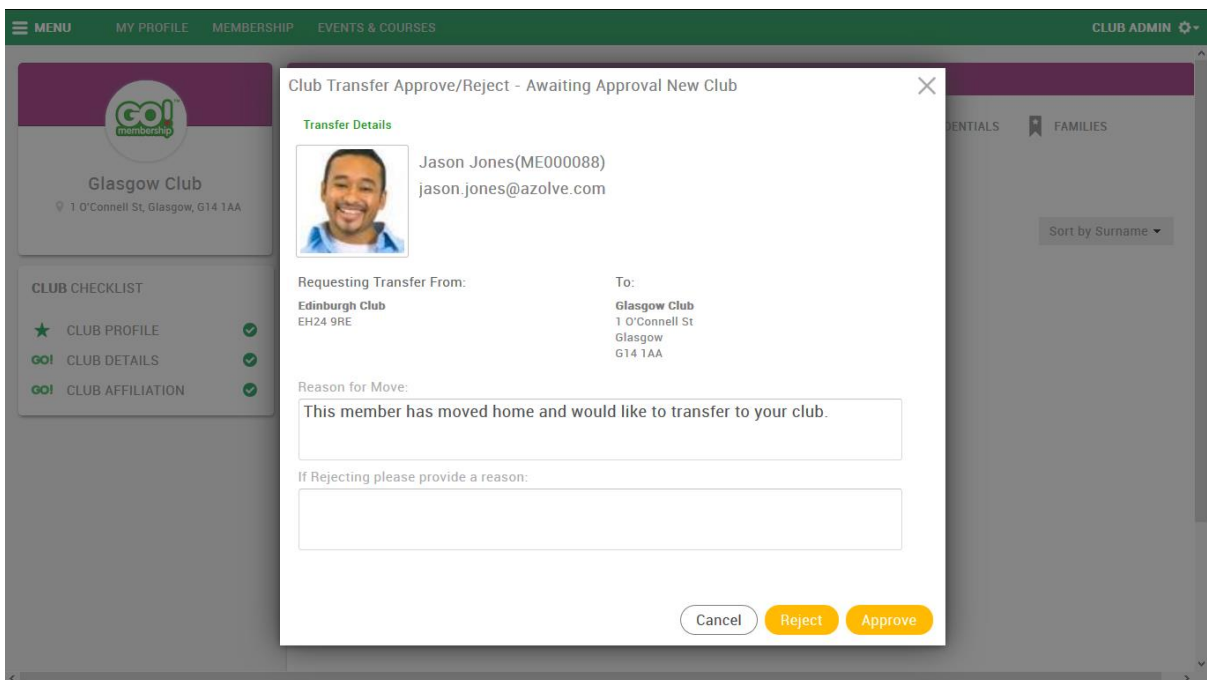 MENU
MY PROFILE
MEMBERSHIP
EVENTS & COURSES
CLUB ADMIN
GO!
membership
Glasgow Club
1 O'Connell St, Glasgow, G14 1AA
CLUB CHECKLIST
CLUB PROFILE
GO! CLUB DETAILS
GO! CLUB AFFILIATION
Club Transfer Approve/Reject - Awaiting Approval New Club
Transfer Details
Jason Jones(ME000088)
jason.jones@azolve.com
Requesting Transfer From:
Edinburgh Club
EH24 9RE
To:
Glasgow Club
1 O'Connell St
Glasgow
G14 1AA
Reason for Move:
This member has moved home and would like to transfer to your club.
If Rejecting please provide a reason:
Cancel
Reject
Approve
FAMILIES
Sort by Surname